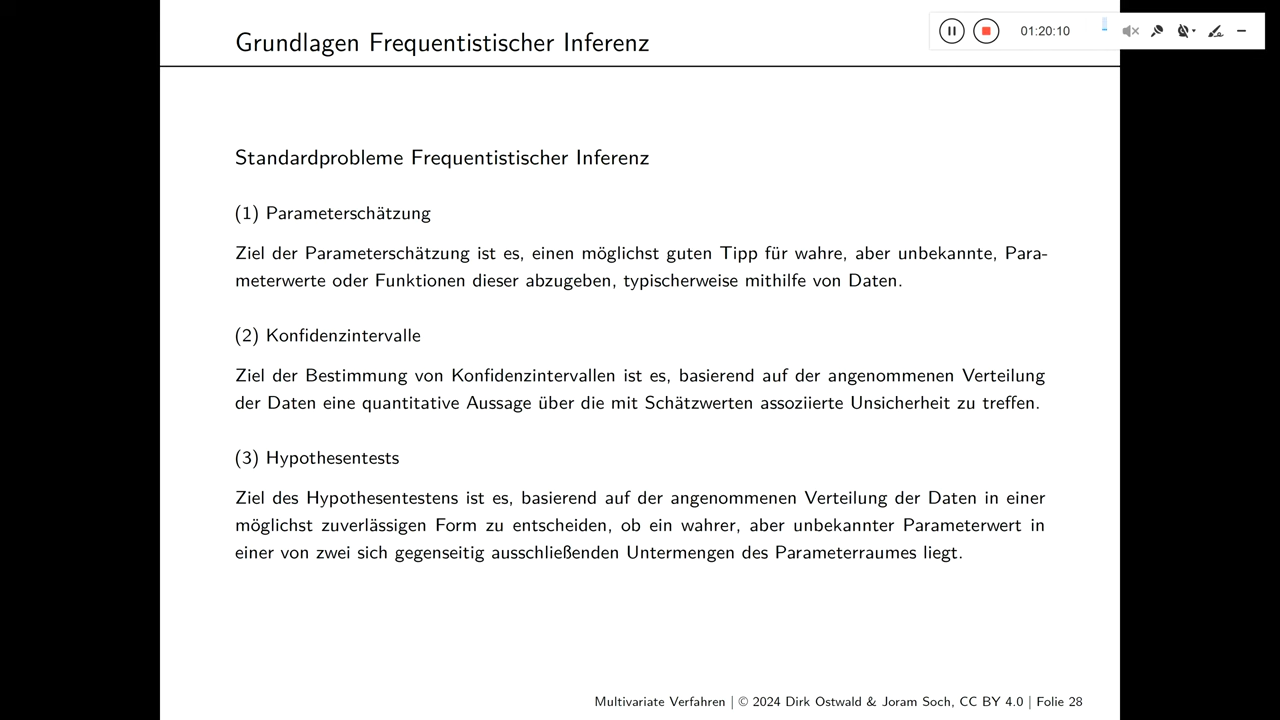 Grundlagen Frequentistischer Inferenz
01:20:10
Standardprobleme Frequentistischer Inferenz
(1) Parameterschätzung
Ziel der Parameterschätzung ist es, einen möglichst guten Tipp für wahre, aber unbekannte, Para-
meterwerte oder Funktionen dieser abzugeben, typischerweise mithilfe von Daten.
(2) Konfidenzintervalle
Ziel der Bestimmung von Konfidenzintervallen ist es, basierend auf der angenommenen Verteilung
der Daten eine quantitative Aussage über die mit Schätzwerten assoziierte Unsicherheit zu treffen.
(3) Hypothesentests
Ziel des Hypothesentestens ist es, basierend auf der angenommenen Verteilung der Daten in einer
möglichst zuverlässigen Form zu entscheiden, ob ein wahrer, aber unbekannter Parameterwert in
einer von zwei sich gegenseitig ausschließenden Untermengen des Parameterraumes liegt.
Multivariate Verfahren | © 2024 Dirk Ostwald & Joram Soch, CC BY 4.0 | Folie 28